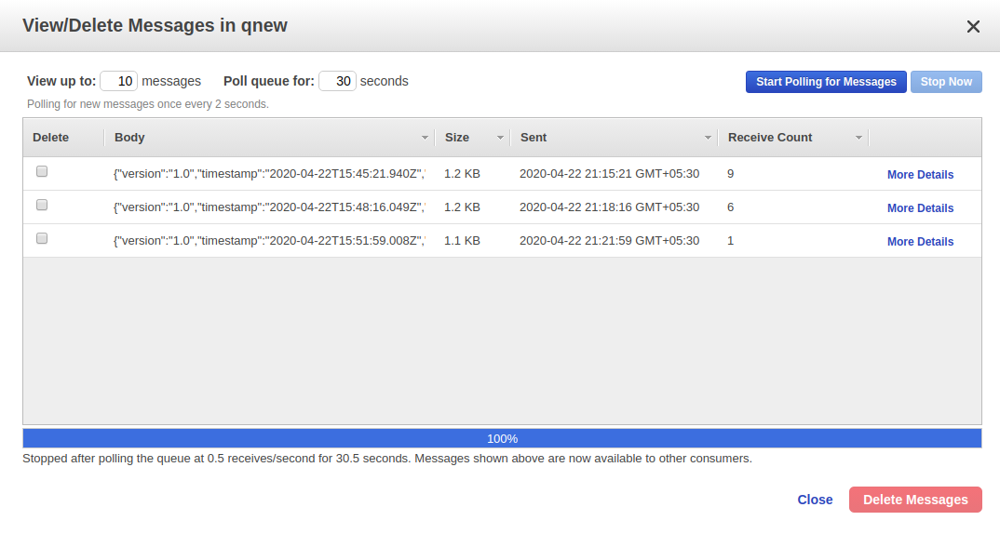 View/Delete Messages in qnew
View up to: 10 messages Poll queue for: 30 seconds Start Polling for Messages Stop Now
Polling for new messages once every 2 seconds.
Delete Body Size Sent Receive Count
{"version":"1.0","timestamp":"2020-04-22T15:45:21.940Z"," 1.2 KB 2020-04-22 21:15:21 GMT+05:30 9 More Details
{"version":"1.0","timestamp":"2020-04-22T15:48:16.049Z"," 1.2 KB 2020-04-22 21:18:16 GMT+05:30 6 More Details
{"version":"1.0","timestamp":"2020-04-22T15:51:59.008Z"," 1.1 KB 2020-04-22 21:21:59 GMT+05:30 1 More Details
100%
Stopped after polling the queue at 0.5 receives/second for 30.5 seconds. Messages shown above are now available to other consumers.
Close Delete Messages